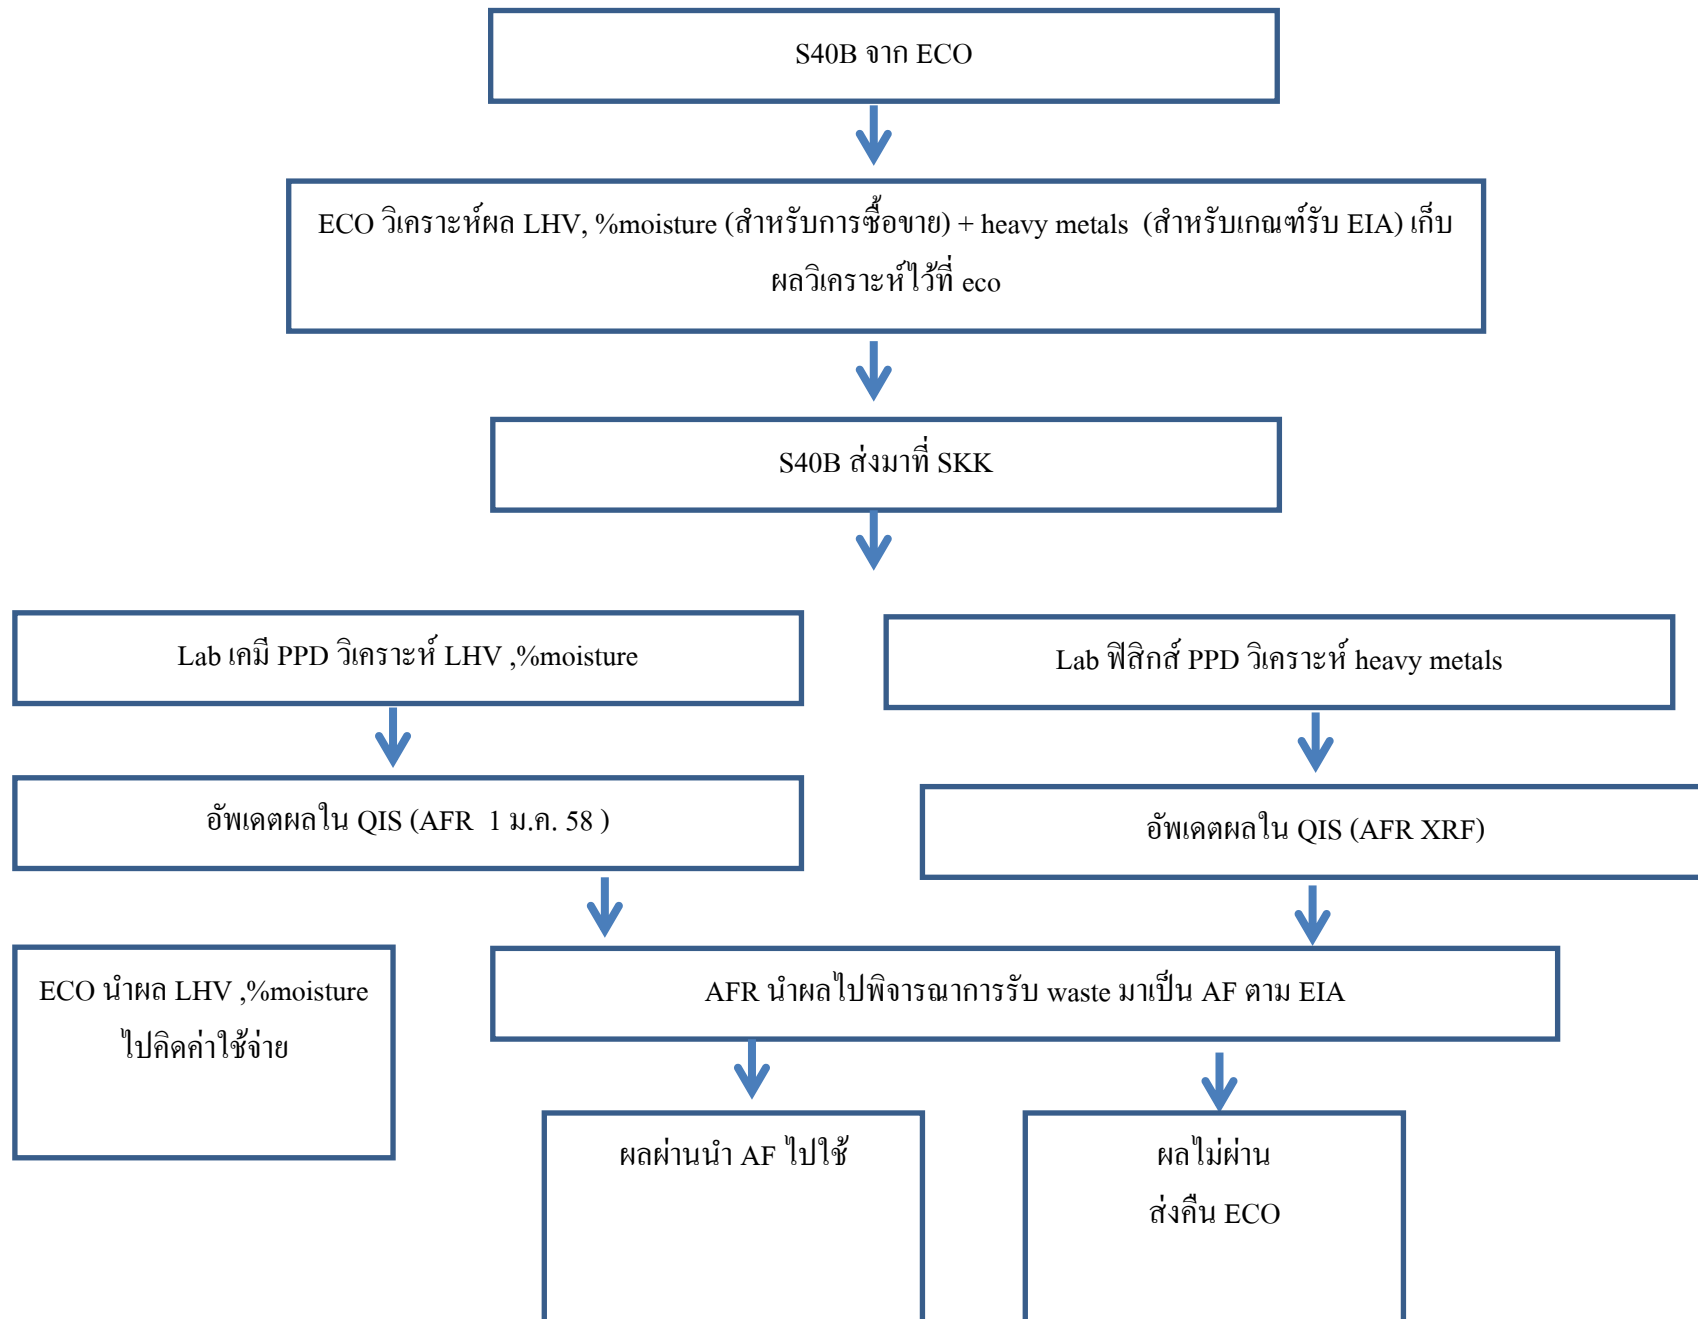 S40B จาก ECO
ECO วิเคราะห์ผล LHV, %moisture (สำหรับการซื้อขาย) + heavy metals (สำหรับเกณฑ์รับ EIA) เก็บ
ผลวิเคราะห์ไว้ที่ eco
S40B ส่งมาที่ SKK
Lab เคมี PPD วิเคราะห์ LHV ,%moisture
Lab ฟิสิกส์ PPD วิเคราะห์ heavy metals
อัพเดตผลใน QIS (AFR 1 ม.ค. 58 )
อัพเดตผลใน QIS (AFR XRF)
ECO นำผล LHV ,%moisture
ไปคิดค่าใช้จ่าย
AFR นำผลไปพิจารณาการรับ waste มาเป็น AF ตาม EIA
ผลผ่านนำ AF ไปใช้
ผลไม่ผ่าน
ส่งคืน ECO